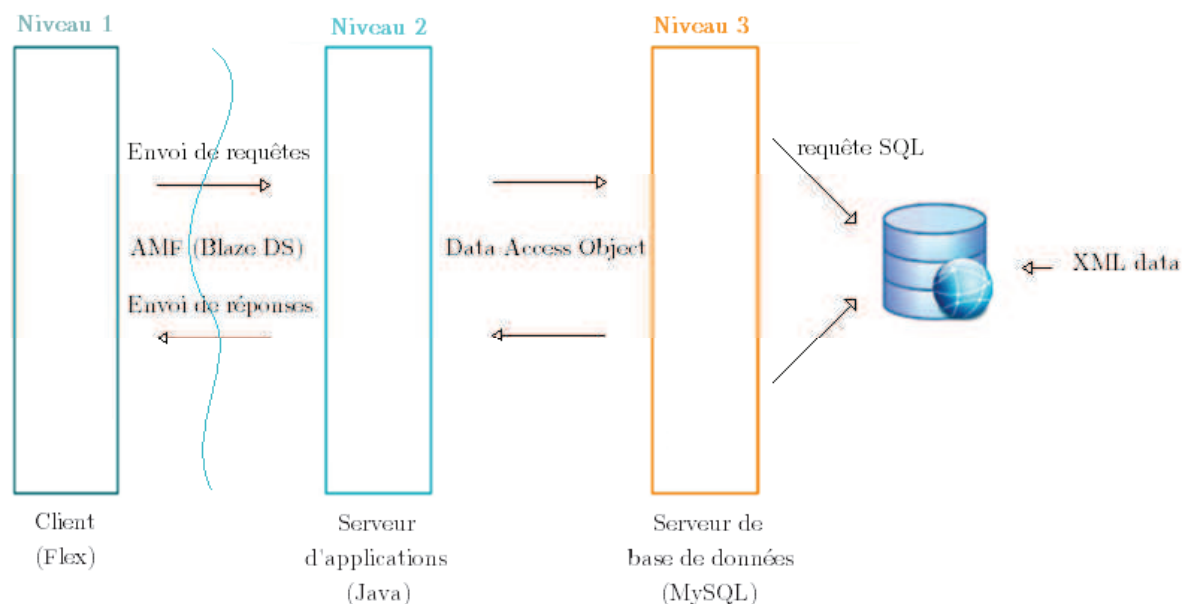 Niveau 1
Niveau 2
Niveau 3
Envoi de requêtes
requête SQL
AMF (Blaze DS)
Data Access Object
XML data
Envoi de réponses
Client
(Flex)
Serveur
d'applications
(Java)
Serveur de
base de données
(MySQL)